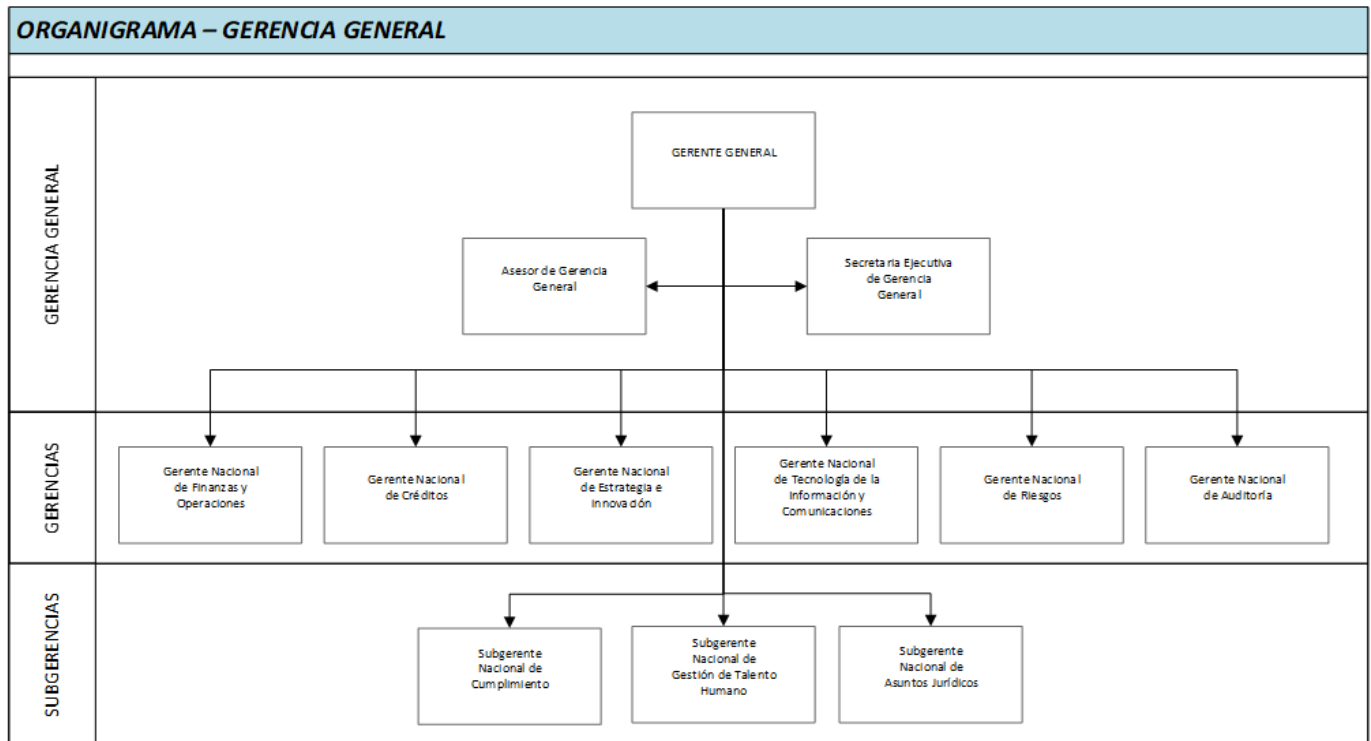 ORGANIGRAMA – GERENCIA GENERAL
GERENCIA GENERAL
GERENTE GENERAL
Asesor de Gerencia
General
Secretaria Ejecutiva
de Gerencia
General
GERENCIAS
Gerente Nacional
de Finanzas y
Operaciones
Gerente Nacional
de Créditos
Gerente Nacional
de Estrategia e
Innovación
Gerente Nacional
de Tecnología de la
Información y
Comunicaciones
Gerente Nacional
de Riesgos
Gerente Nacional
de Auditoría
SUBGERENCIAS
Subgerente
Nacional de
Cumplimiento
Subgerente
Nacional de
Gestión de Talento
Humano
Subgerente
Nacional de
Asuntos Jurídicos